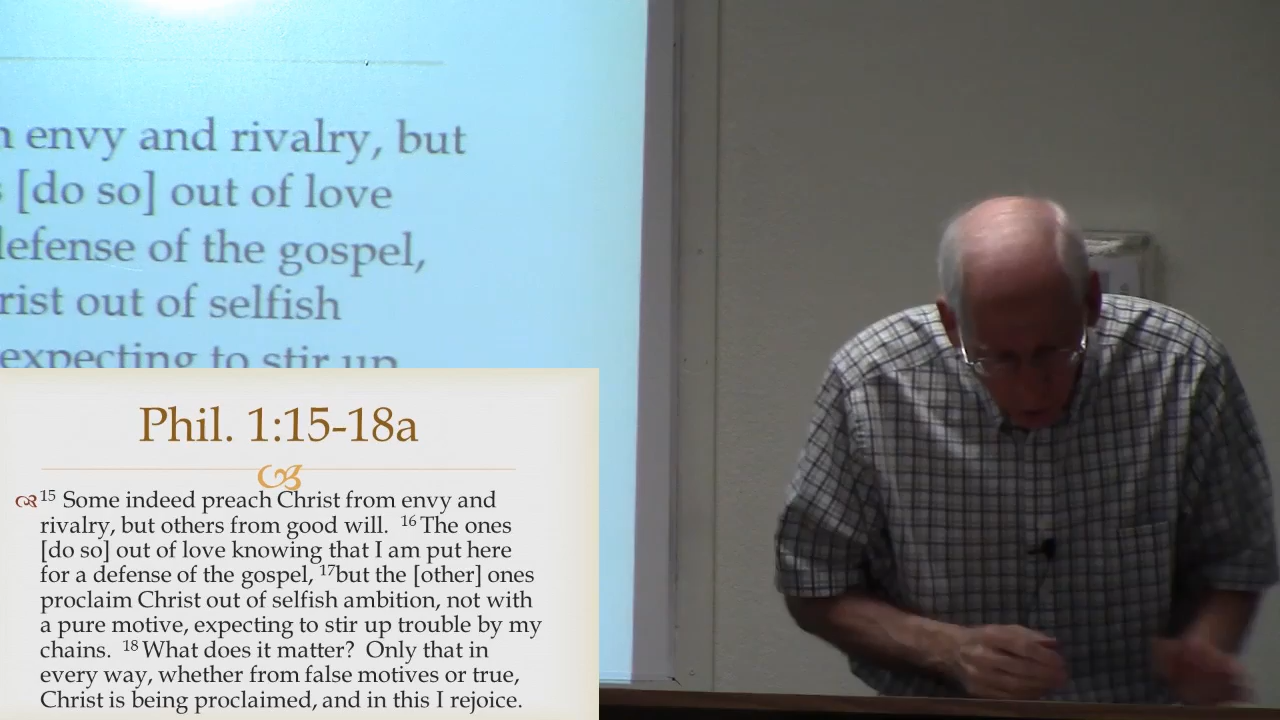 envy and rivalry, but
[do so] out of love
of the gospel,
out of selfish
expecting to stir up
Phil. 1:15-18a
15 Some indeed preach Christ from envy and
rivalry, but others from good will. 16 The ones
[do so] out of love knowing that I am put here
for a defense of the gospel, 17but the [other] ones
proclaim Christ out of selfish ambition, not with
a pure motive, expecting to stir up trouble by my
chains. 18 What does it matter? Only that in
every way, whether from false motives or true,
Christ is being proclaimed, and in this I rejoice.